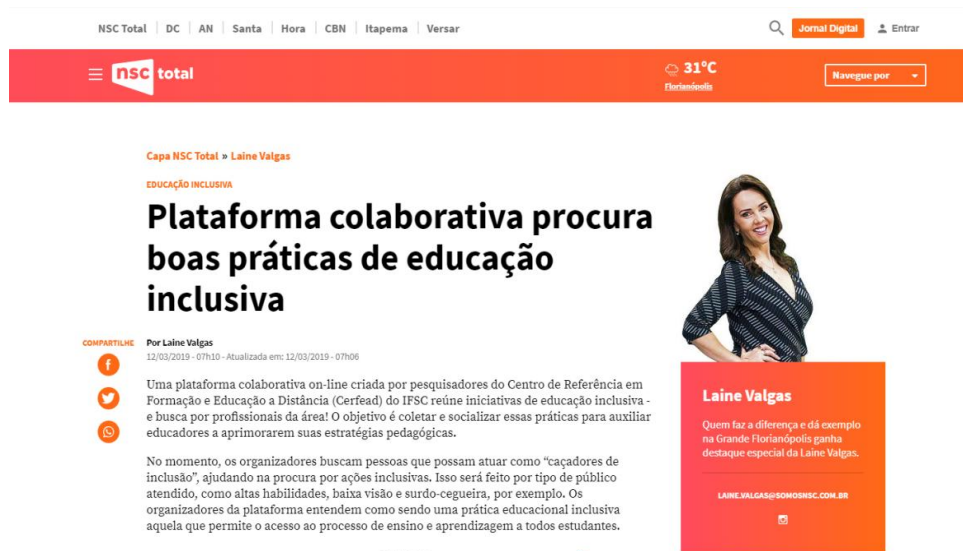 NSC Total DC AN Santa Hora CBN Itapema Versar
Jornal Digital Entrar
nsc total
31°C
Florianópolis
Navegue por
Capa NSC Total » Laine Valgas
EDUCAÇÃO INCLUSIVA
Plataforma colaborativa procura
boas práticas de educação
inclusiva
COMPARTILHE
Por Laine Valgas
12/03/2019 - 07h10 - Atualizada em: 12/03/2019 - 07h06
Uma plataforma colaborativa on-line criada por pesquisadores do Centro de Referência em
Formação e Educação a Distância (Cerfead) do IFSC reúne iniciativas de educação inclusiva -
e busca por profissionais da área! O objetivo é coletar e socializar essas práticas para auxiliar
educadores a aprimorarem suas estratégias pedagógicas.
No momento, os organizadores buscam pessoas que possam atuar como “caçadores de
inclusão”, ajudando na procura por ações inclusivas. Isso será feito por tipo de público
atendido, como altas habilidades, baixa visão e surdo-cegueira, por exemplo. Os
organizadores da plataforma entendem como sendo uma prática educacional inclusiva
aquela que permite o acesso ao processo de ensino e aprendizagem a todos estudantes.
Laine Valgas
Quem faz a diferença e dá exemplo
na Grande Florianópolis ganha
destaque especial da Laine Valgas.
LAINE.VALGAS@SOMOSNSC.COM.BR